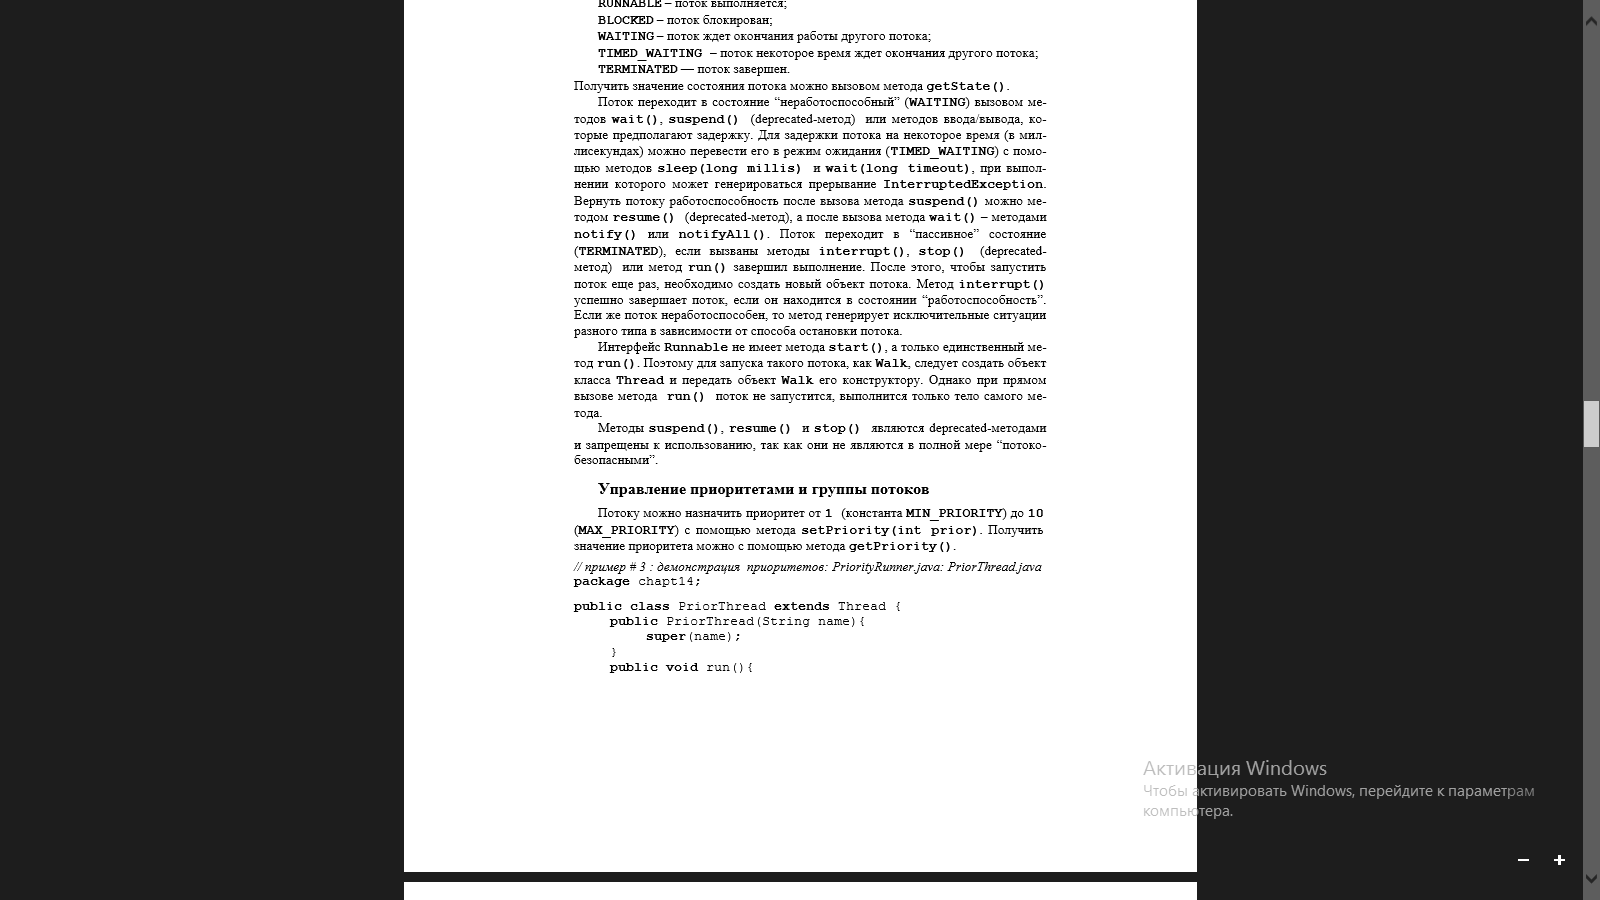 RUNNABLE – поток выполняется;
BLOCKED – поток блокирован;
WAITING – поток ждет окончания работы другого потока;
TIMED_WAITING – поток некоторое время ждет окончания другого потока;
TERMINATED — поток завершен.
Получить значение состояния потока можно вызовом метода getState().
Поток переходит в состояние “неработоспособный” (WAITING) вызовом ме-
тодов wait(), suspend() (deprecated-метод) или методов ввода/вывода, ко-
торые предполагают задержку. Для задержки потока на некоторое время (в мил-
лисекундах) можно перевести его в режим ожидания (TIMED_WAITING) с помо-
щью методов sleep(long millis) и wait(long timeout), при выпол-
нении которого может генерироваться прерывание InterruptedException.
Вернуть потоку работоспособность после вызова метода suspend() можно ме-
тодом resume() (deprecated-метод), а после вызова метода wait() – методами
notify() или notifyAll(). Поток переходит в “пассивное” состояние
(TERMINATED), если вызваны методы interrupt(), stop() (deprecated-
метод) или метод run() завершил выполнение. После этого, чтобы запустить
поток еще раз, необходимо создать новый объект потока. Метод interrupt()
успешно завершает поток, если он находится в состоянии “работоспособность”.
Если же поток неработоспособен, то метод генерирует исключительные ситуации
разного типа в зависимости от способа остановки потока.
Интерфейс Runnable не имеет метода start(), а только единственный ме-
тод run(). Поэтому для запуска такого потока, как Walk, следует создать объект
класса Thread и передать объект Walk его конструктору. Однако при прямом
вызове метода run() поток не запустится, выполнится только тело самого ме-
тода.
Методы suspend(), resume() и stop() являются deprecated-методами
и запрещены к использованию, так как они не являются в полной мере “потоко-
безопасными”.
Управление приоритетами и группы потоков
Потоку можно назначить приоритет от 1 (константа MIN_PRIORITY) до 10
(MAX_PRIORITY) с помощью метода setPriority(int prior). Получить
значение приоритета можно с помощью метода getPriority().
// пример # 3 : демонстрация приоритетов: PriorityRunner.java: PriorThread.java
package chapt14;
public class PriorThread extends Thread {
public PriorThread(String name){
super(name);
}
public void run(){
Активация Windows
Чтобы активировать Windows, перейдите к параметрам
компьютера.